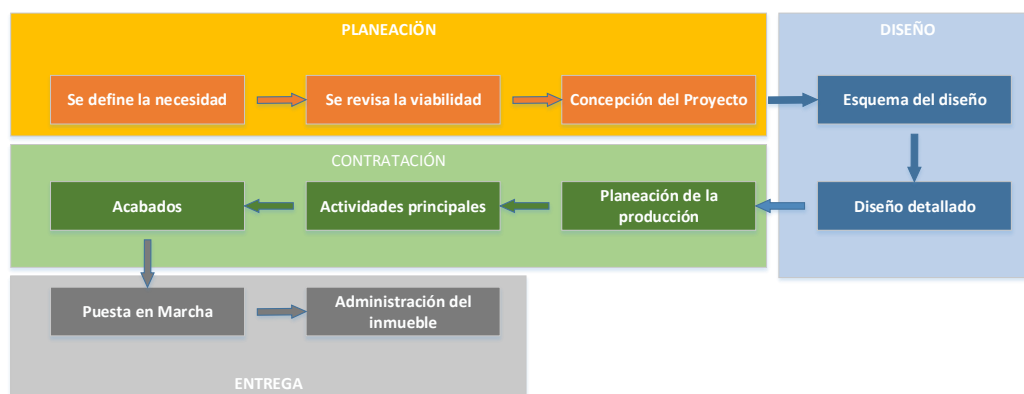 PLANEACIÖN
Se define la necesidad
Se revisa la viabilidad
Concepción del Proyecto
DISEÑO
Esquema del diseño
Diseño detallado
CONTRATACIÓN
Planeación de la
producción
Actividades principales
Acabados
Puesta en Marcha
Administración del
inmueble
ENTREGA